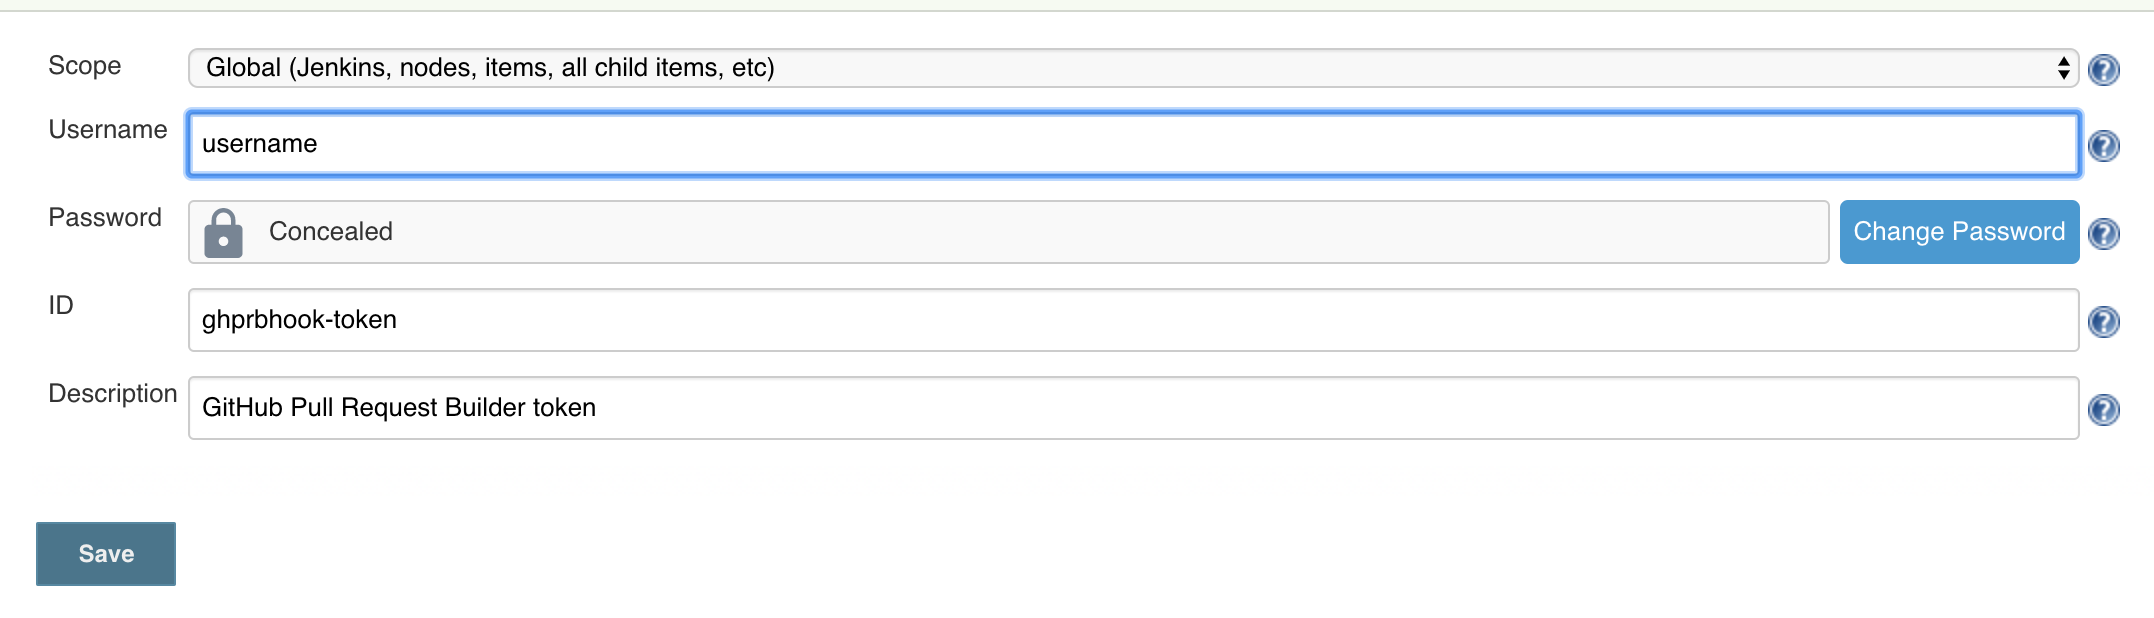 Scope
Global (Jenkins, nodes, items, all child items, etc)
?
Username
username
?
Password
Concealed
Change Password
?
ID
ghprbhook-token
?
Description
GitHub Pull Request Builder token
?
Save